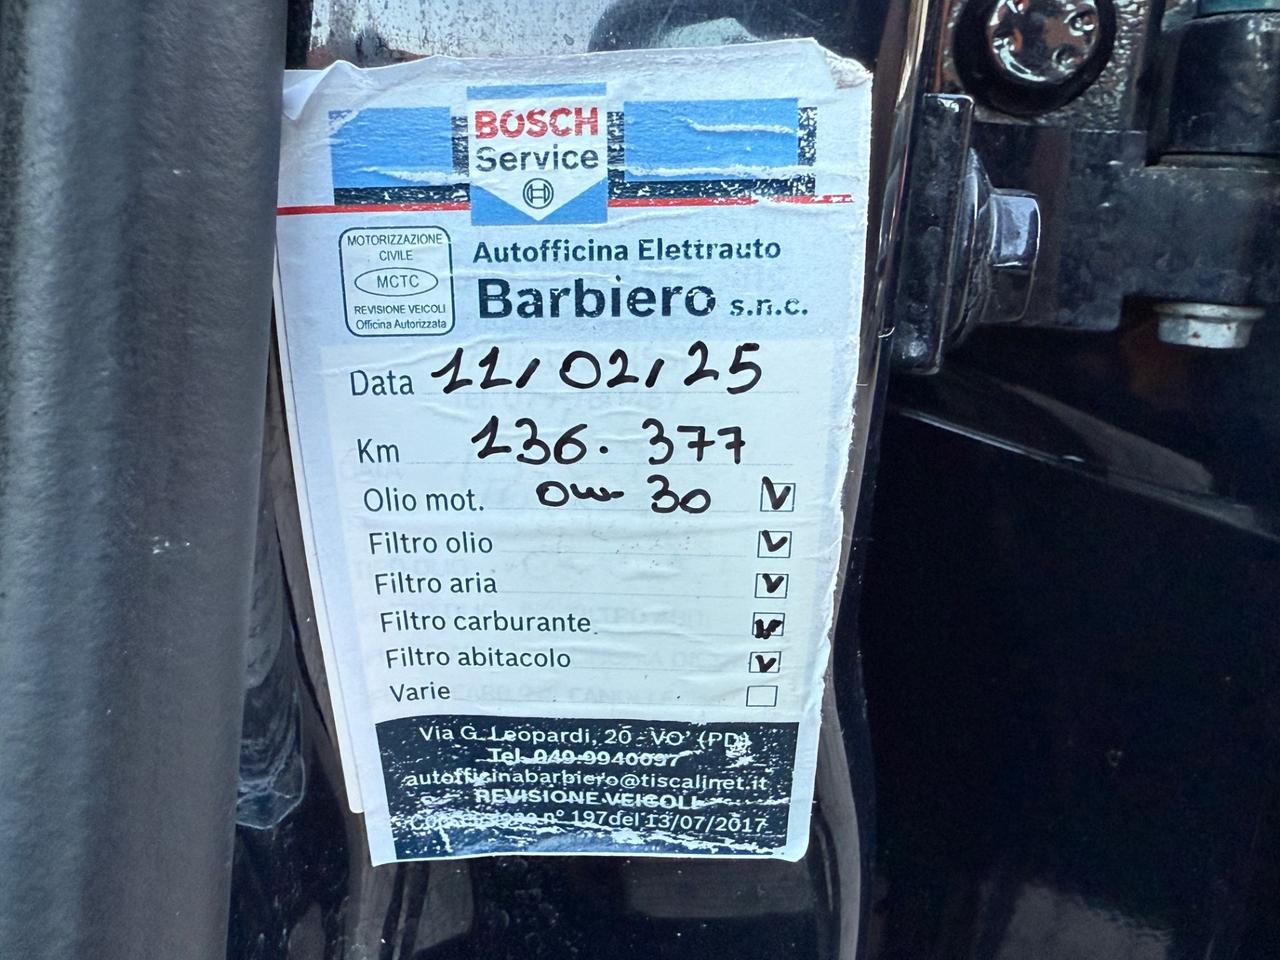 BOSCH
Service
MOTORIZZAZIONE
CIVILE
MCTC
REVISIONE VEICOLI
Officina Autorizzata
Autofficina Elettrauto
Barbiero s.n.c.
Data 11/02/25
Km 136.377
Olio mot. 0w-30 V
Filtro olio V
Filtro aria V
Filtro carburante V
Filtro abitacolo V
Varie
Via G. Leopardi, 20 - VO' (PD)
Tel. 049.9940097
autofficinabarbiero@tiscalinet.it
REVISIONE VEICOLI
n° 197 del 13/07/2017